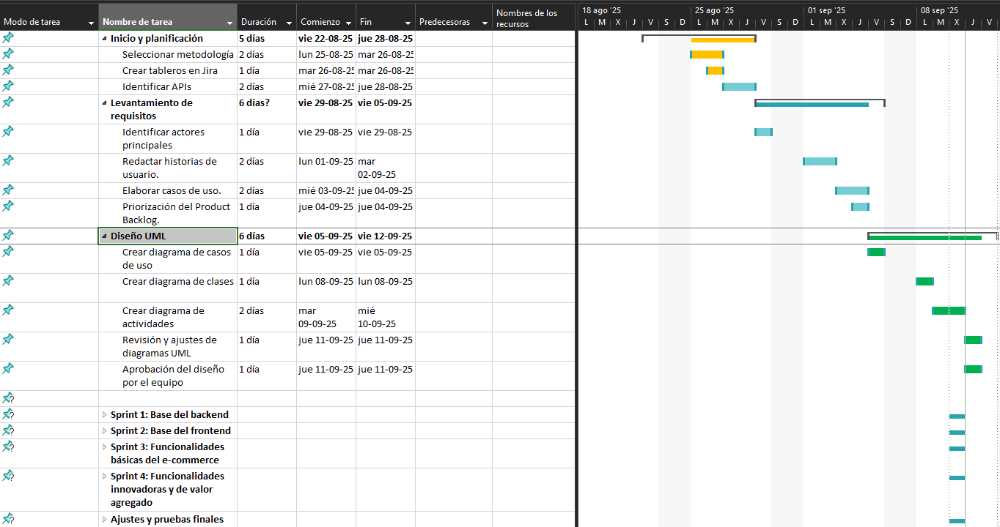 18 ago '25 25 ago '25 01 sep '25 08 sep '25
Modo de tarea Nombre de tarea Duración Comienzo Fin Predecesoras Nombres de los
recursos
L M X J V S D L M X J V S D L M X J V S D L M X J V
Inicio y planificación 5 días vie 22-08-25 jue 28-08-25
Seleccionar metodología 2 días lun 25-08-25 mar 26-08-25
Crear tableros en Jira 1 día mar 26-08-25 mar 26-08-25
Identificar APIs 2 días mié 27-08-25 jue 28-08-25
Levantamiento de 6 días? vie 29-08-25 vie 05-09-25
requisitos
Identificar actores 1 día vie 29-08-25 vie 29-08-25
principales
Redactar historias de 2 días lun 01-09-25 mar
usuario. 02-09-25
Elaborar casos de uso. 2 días mié 03-09-25 jue 04-09-25
Priorización del Product 1 día jue 04-09-25 jue 04-09-25
Backlog.
Diseño UML 6 días vie 05-09-25 vie 12-09-25
Crear diagrama de casos 1 día vie 05-09-25 vie 05-09-25
de uso
Crear diagrama de clases 1 día lun 08-09-25 lun 08-09-25
Crear diagrama de 2 días mar mié
actividades 09-09-25 10-09-25
Revisión y ajustes de 1 día jue 11-09-25 jue 11-09-25
diagramas UML
Aprobación del diseño 1 día jue 11-09-25 jue 11-09-25
por el equipo
?
? Sprint 1: Base del backend
? Sprint 2: Base del frontend
? Sprint 3: Funcionalidades
básicas del e-commerce
? Sprint 4: Funcionalidades
innovadoras y de valor
agregado
? Ajustes y pruebas finales